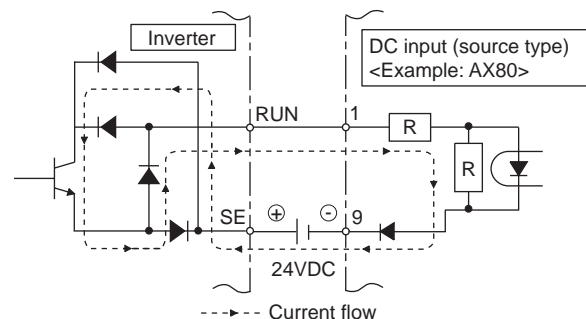 Inverter
DC input (source type)
<Example: AX80>
RUN
1
R
R
SE
+
-
9
24VDC
Current flow